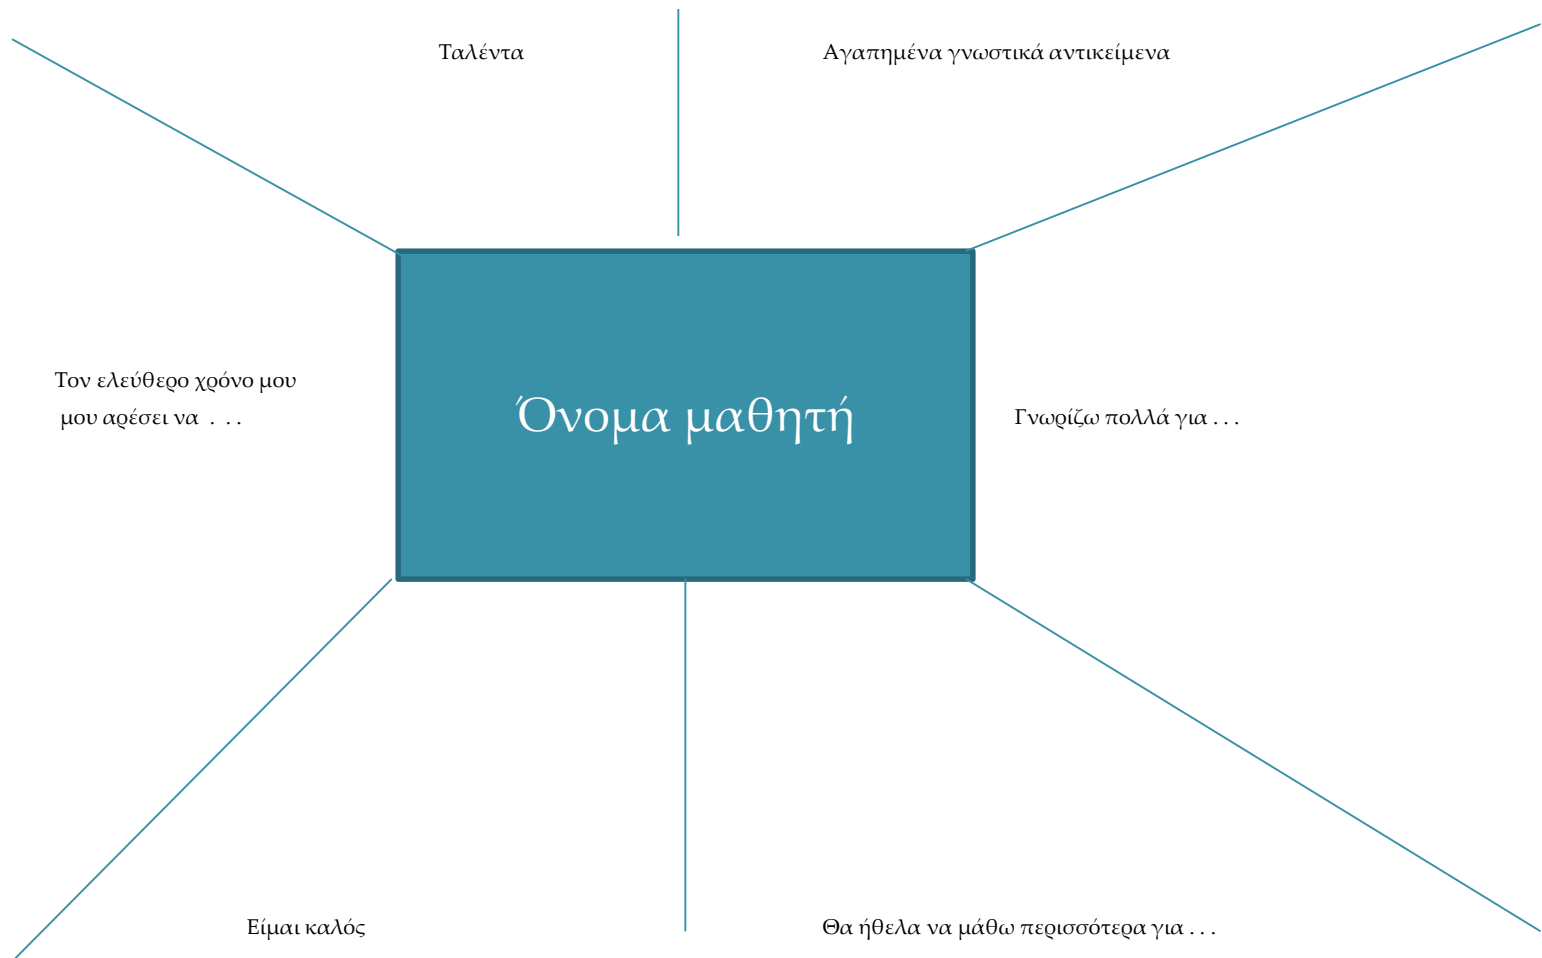 Ταλέντα
Αγαπημένα γνωστικά αντικείμενα
Τον ελεύθερο χρόνο μου
μου αρέσει να . . .
Όνομα μαθητή
Γνωρίζω πολλά για . . .
Είμαι καλός
Θα ήθελα να μάθω περισσότερα για . . .